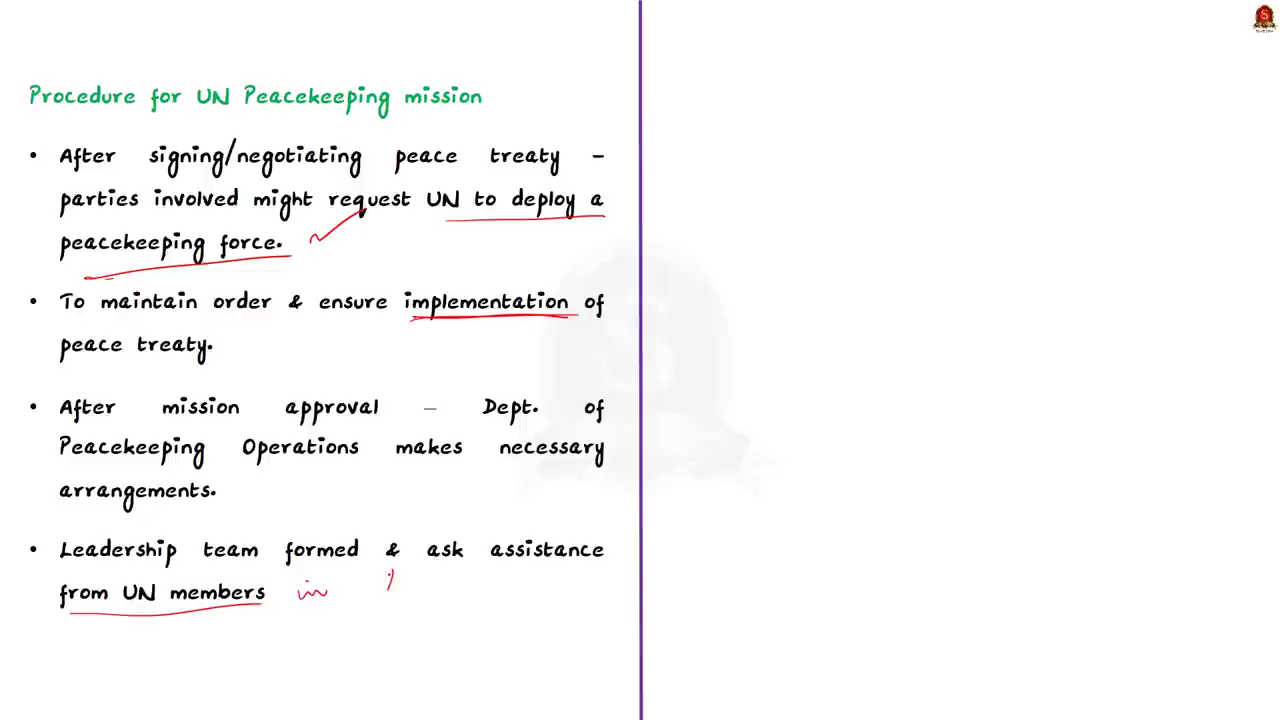 Procedure for UN Peacekeeping mission
• After signing/negotiating peace treaty –
parties involved might request UN to deploy a
peacekeeping force.
• To maintain order & ensure implementation of
peace treaty.
• After mission approval – Dept. of
Peacekeeping Operations makes necessary
arrangements.
• Leadership team formed & ask assistance
from UN members in